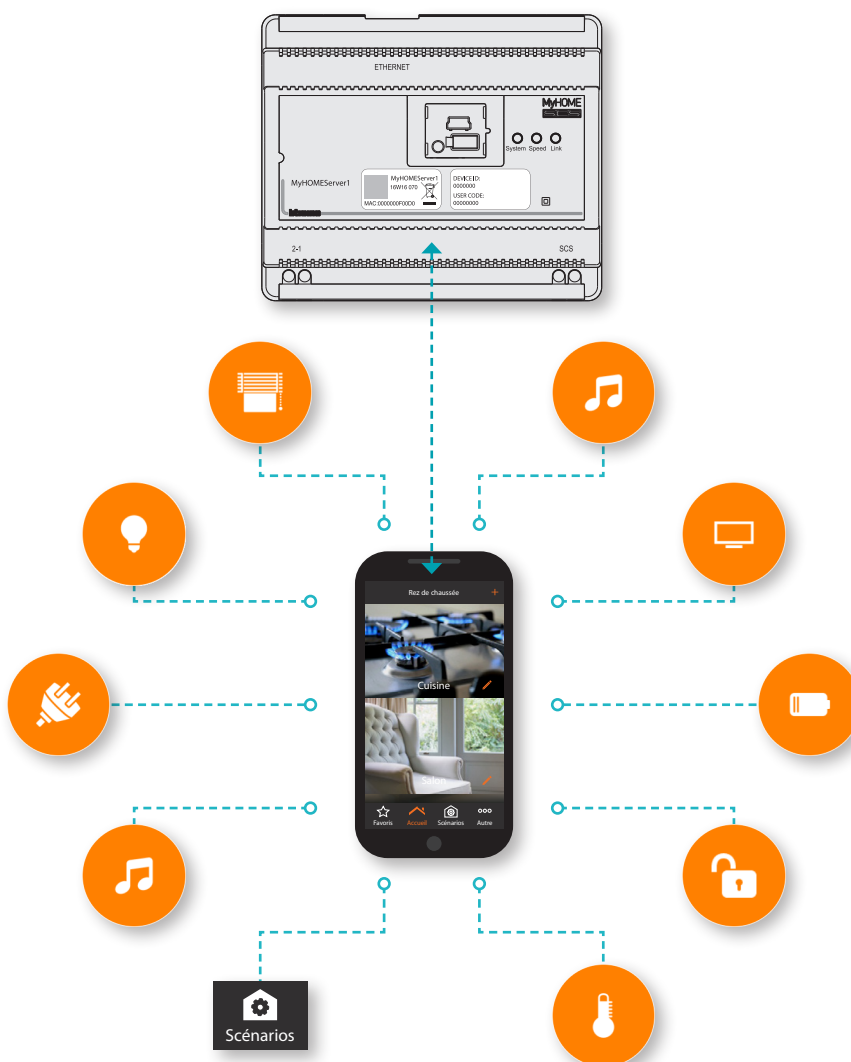 ETHERNET
MyHOME
System Speed Link
MyHOMEServer1
MyHOMEServer1
16W16 070
MAC:0000000F00D0
DEVICE ID:
0000000
USER CODE:
00000000
2-1
SCS
Rez de chaussée
Cuisine
Salon
Favoris Accueil Scénarios Autre
Scénarios